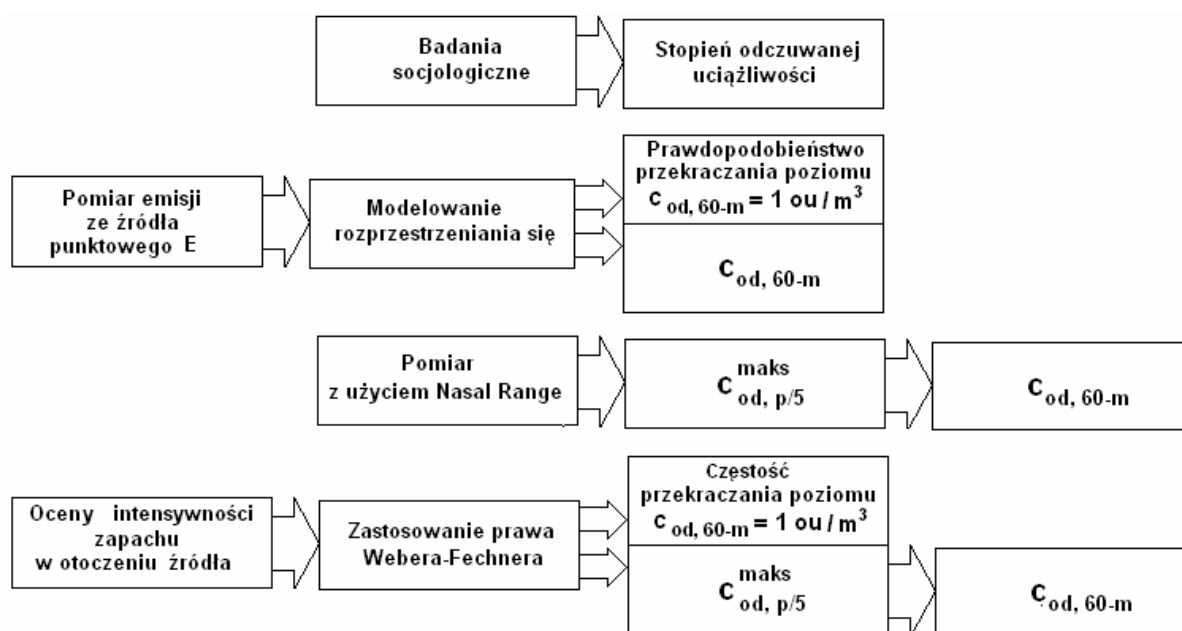 Badania
socjologiczne
Stopień odczuwanej
uciążliwości
Pomiar emisji
ze źródła
punktowego E
Modelowanie
rozprzestrzeniania się
Prawdopodobieństwo
przekraczania poziomu
c od, 60-m = 1 ou / m³
c od, 60-m
Pomiar
z użyciem Nasal Range
c maks od, p/5
c od, 60-m
Oceny intensywności
zapachu
w otoczeniu źródła
Zastosowanie prawa
Webera-Fechnera
Częstość
przekraczania poziomu
c od, 60-m = 1 ou / m³
c maks od, p/5
c od, 60-m